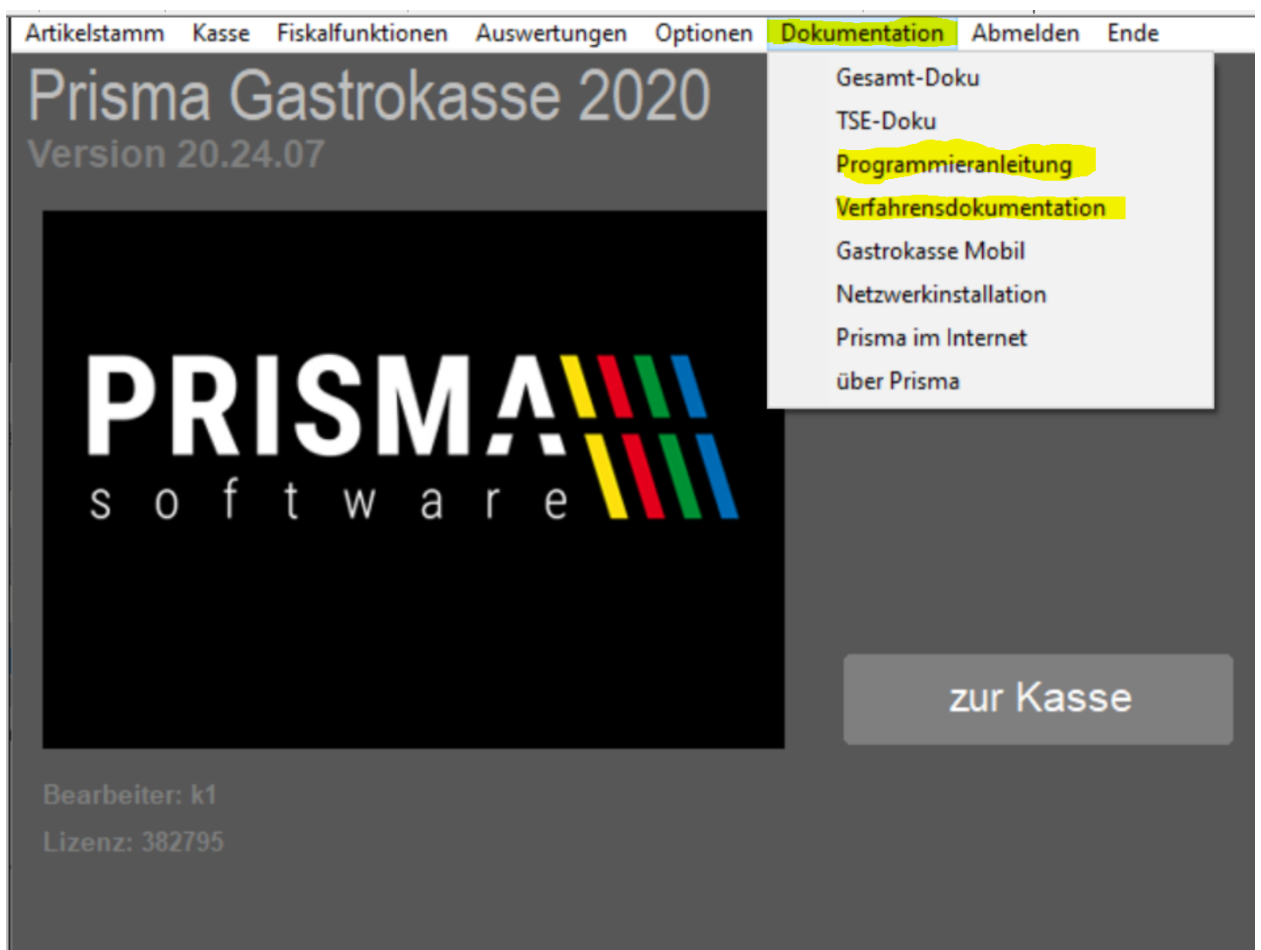 Artikelstamm Kasse Fiskalfunktionen Auswertungen Optionen Dokumentation Abmelden Ende
Prisma Gastrokasse 2020
Version 20.24.07
Gesamt-Doku
TSE-Doku
Programmieranleitung
Verfahrensdokumentation
Gastrokasse Mobil
Netzwerkinstallation
Prisma im Internet
über Prisma
PRISMA
software
zur Kasse
Bearbeiter: k1
Lizenz: 382795